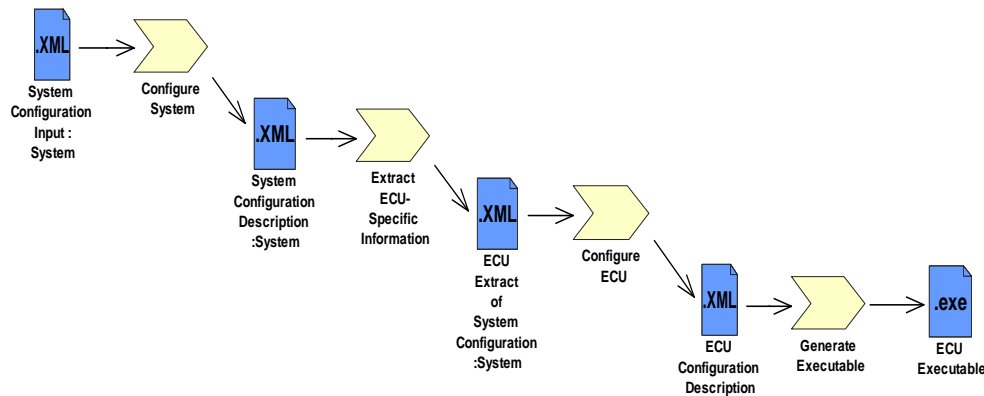 .XML
System
Configuration
Input :
System
Configure
System
.XML
System
Configuration
Description
:System
Extract
ECU-
Specific
Information
.XML
ECU
Extract
of
System
Configuration
:System
Configure
ECU
.XML
ECU
Configuration
Description
Generate
Executable
.exe
ECU
Executable